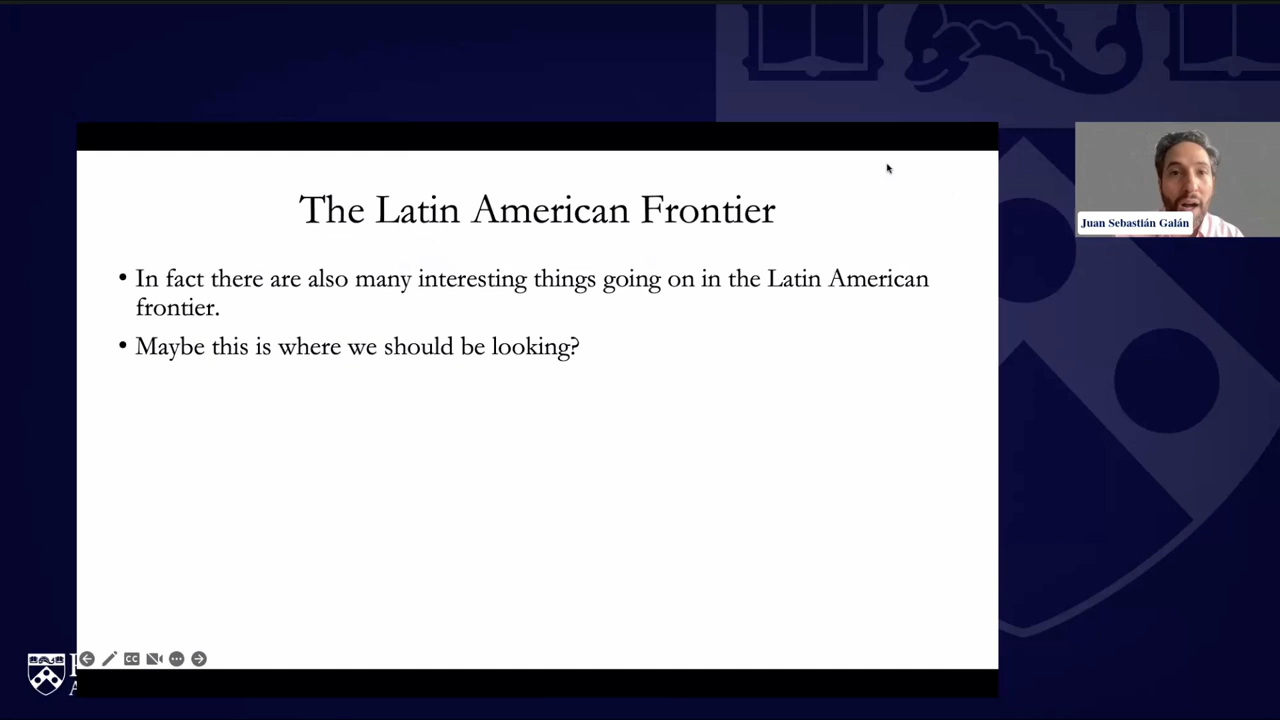 The Latin American Frontier
• In fact there are also many interesting things going on in the Latin American
frontier.
• Maybe this is where we should be looking?
Juan Sebastián Galán
CC